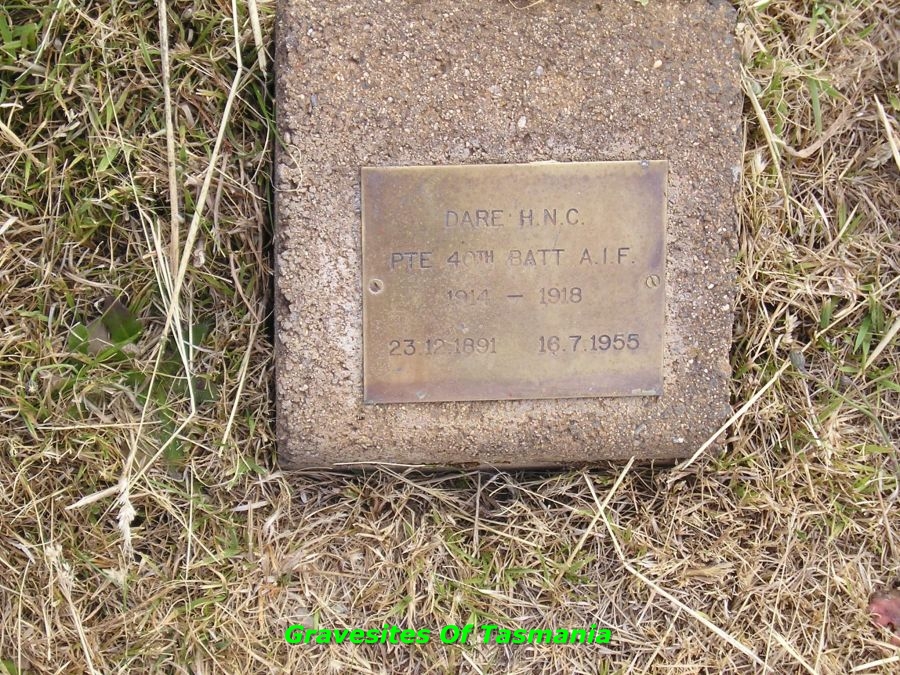 DARE H.N.C.
PTE 40TH BATT A.I.F.
1914 – 1918
23.12.1891 16.7.1955
Gravesites Of Tasmania